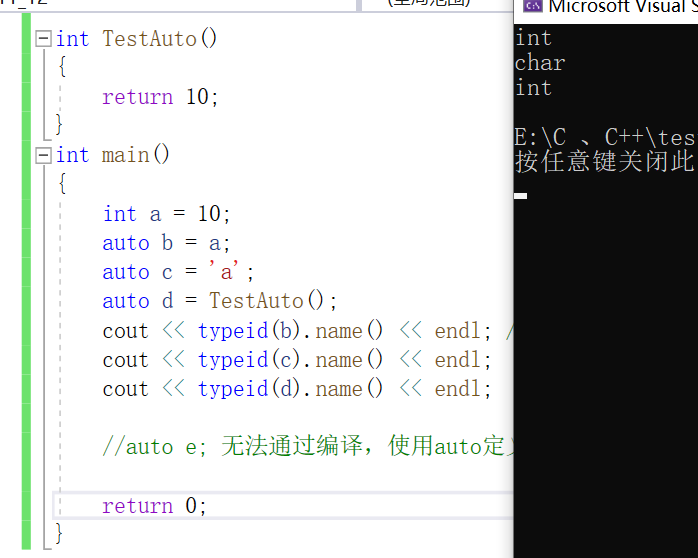 int TestAuto()
{
return 10;
}
int main()
{
int a = 10;
auto b = a;
auto c = 'a';
auto d = TestAuto();
cout << typeid(b).name() << endl; /
cout << typeid(c).name() << endl;
cout << typeid(d).name() << endl;
//auto e; 无法通过编译，使用auto定义
return 0;
}
Microsoft Visual S
int
char
int
E:\C 、C++\tes
按任意键关闭此